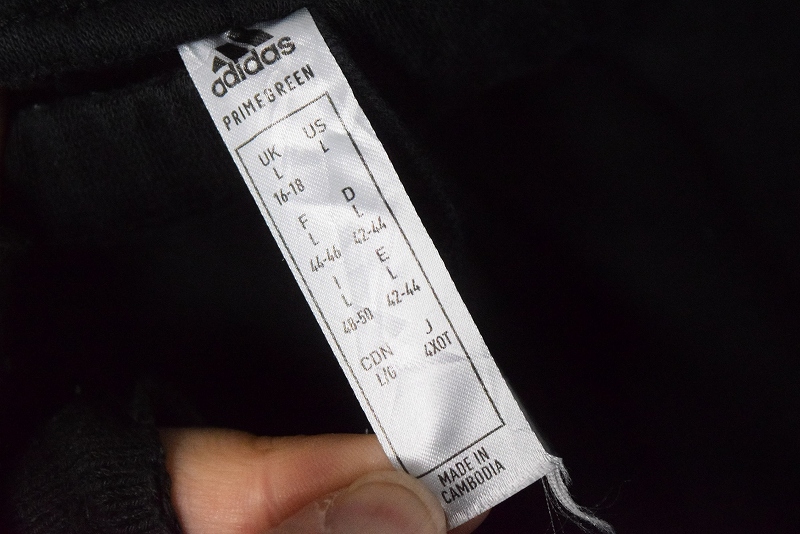 adidas
PRIMEGREEN
UK US
L L
16-18
F D
L L
44-46 42-44
I E
L L
48-50 42-44
CDN J
L/G 4XOT
MADE IN
CAMBODIA